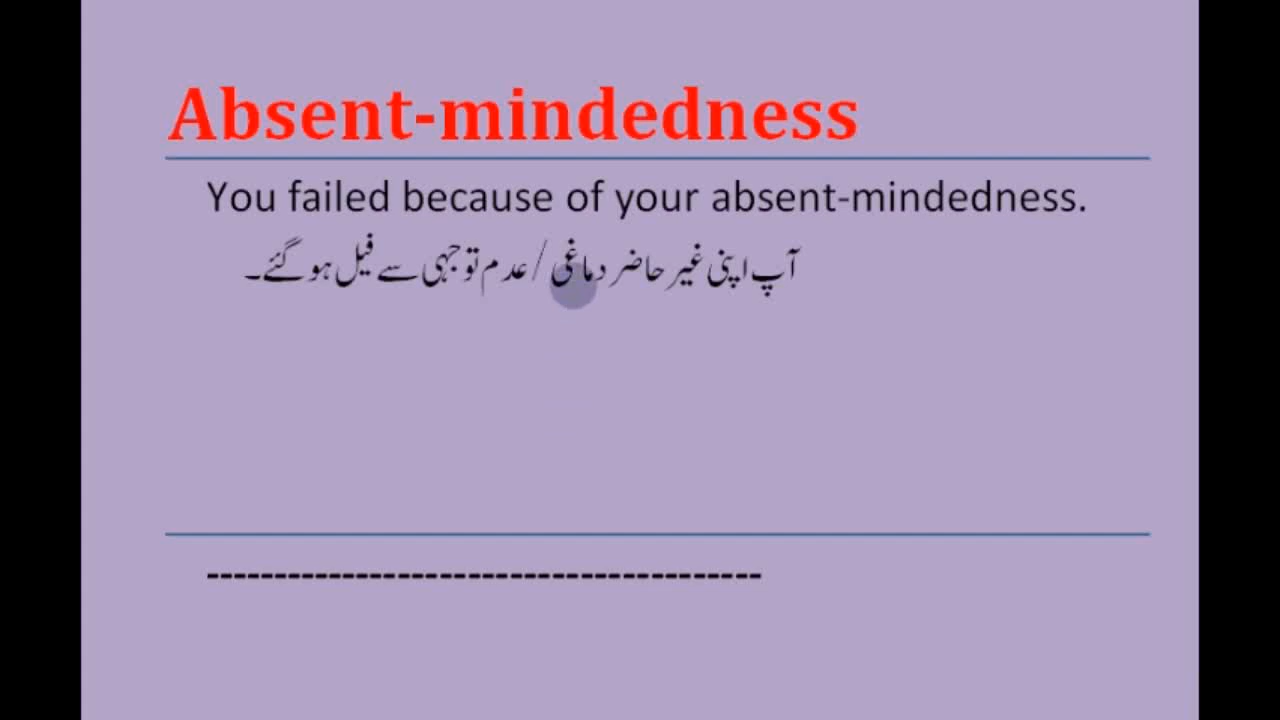 Absent-mindedness
You failed because of your absent-mindedness.
آپ اپنی غیر حاضر دماغی / عدم توجہی سے فیل ہو گئے۔
----------------------------------------